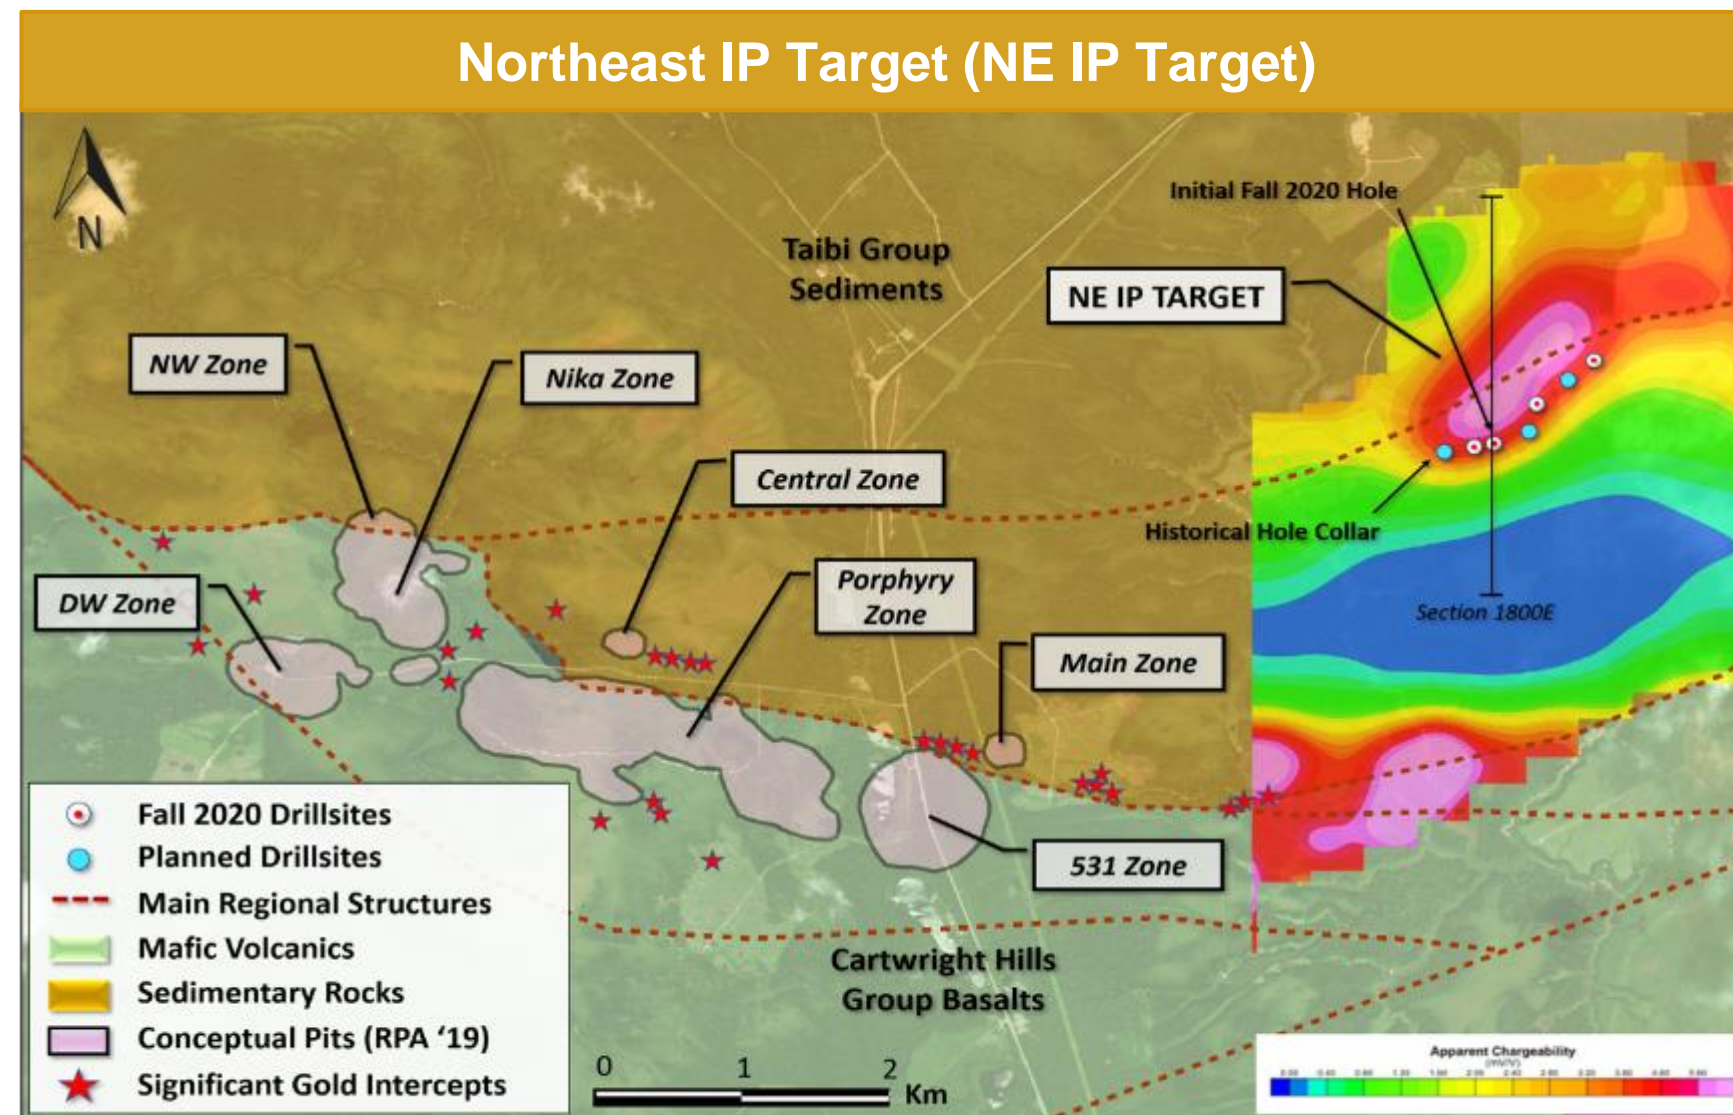 Northeast IP Target (NE IP Target)
N
Initial Fall 2020 Hole
Taibi Group
Sediments
NE IP TARGET
NW Zone
Nika Zone
Central Zone
Historical Hole Collar
DW Zone
Porphyry
Zone
Section 1800E
Main Zone
531 Zone
Fall 2020 Drillsites
Planned Drillsites
Main Regional Structures
Mafic Volcanics
Sedimentary Rocks
Conceptual Pits (RPA ‘19)
Significant Gold Intercepts
Cartwright Hills
Group Basalts
0 1 2
Km
Apparent Chargeability
(mV/V)